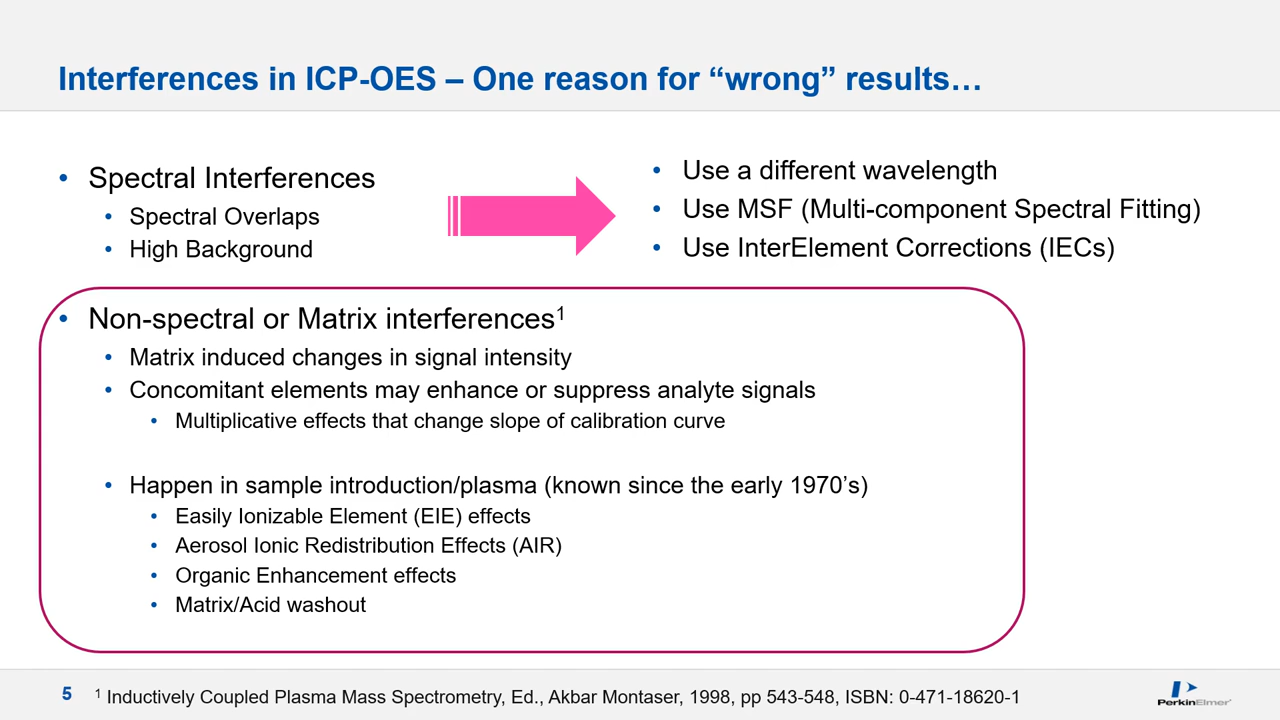 Interferences in ICP-OES – One reason for “wrong” results…
• Spectral Interferences
• Spectral Overlaps
• High Background
• Use a different wavelength
• Use MSF (Multi-component Spectral Fitting)
• Use InterElement Corrections (IECs)
• Non-spectral or Matrix interferences¹
• Matrix induced changes in signal intensity
• Concomitant elements may enhance or suppress analyte signals
• Multiplicative effects that change slope of calibration curve
• Happen in sample introduction/plasma (known since the early 1970’s)
• Easily Ionizable Element (EIE) effects
• Aerosol Ionic Redistribution Effects (AIR)
• Organic Enhancement effects
• Matrix/Acid washout
5
¹ Inductively Coupled Plasma Mass Spectrometry, Ed., Akbar Montaser, 1998, pp 543-548, ISBN: 0-471-18620-1
PerkinElmer